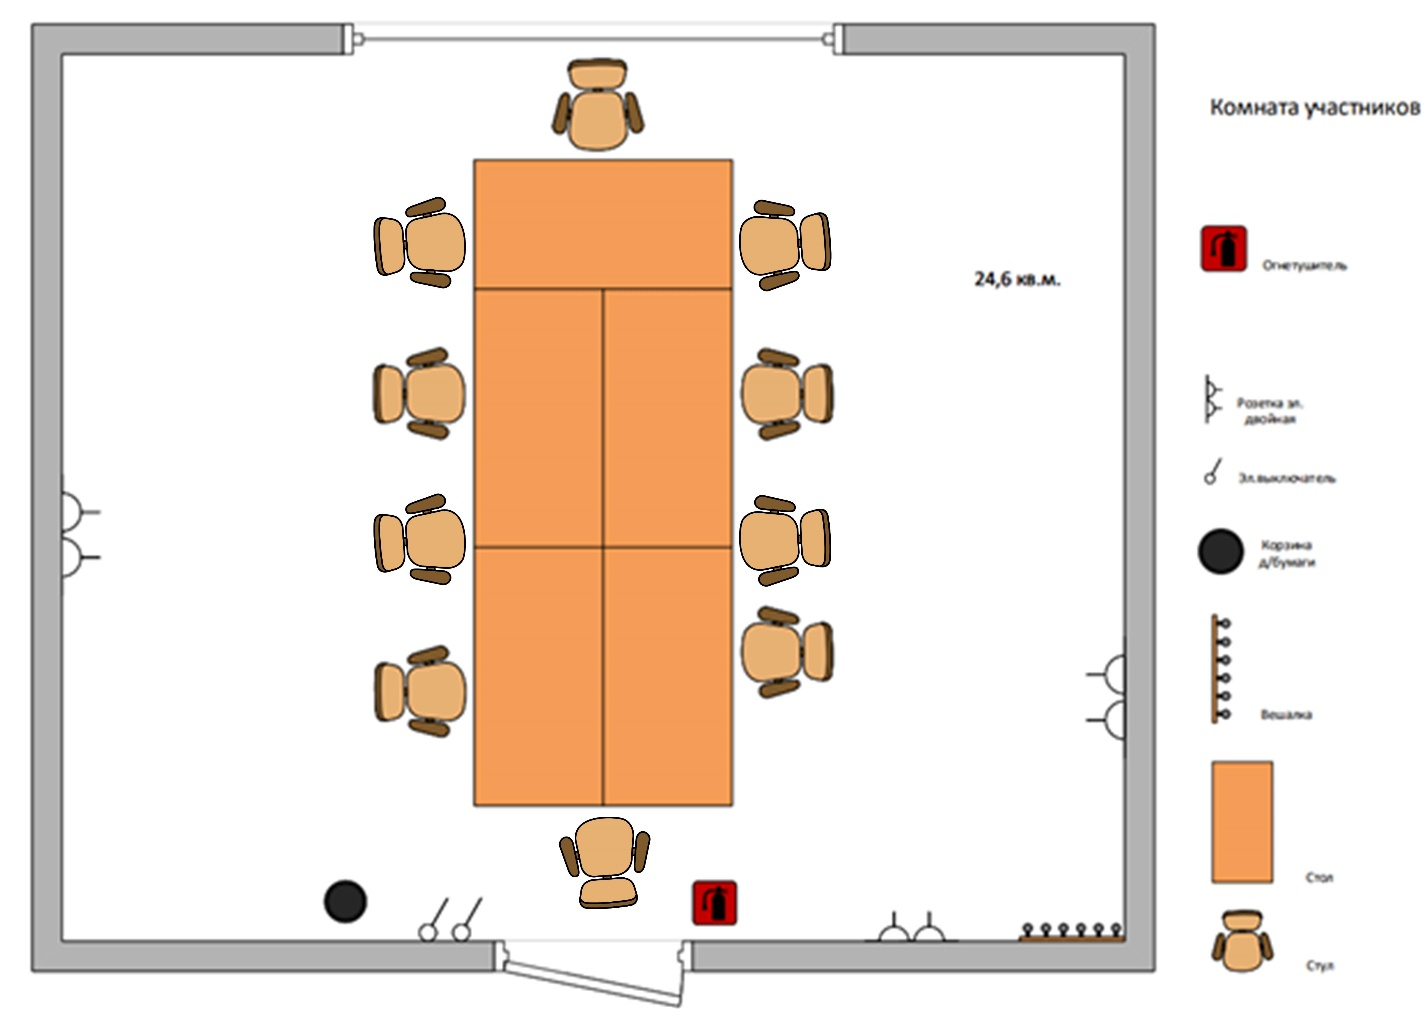 Комната участников
Огнетушитель
24,6 кв.м.
Розетка эл.
двойная
Эл.выключатель
Корзина
д/бумаги
Вешалка
Стол
Стул